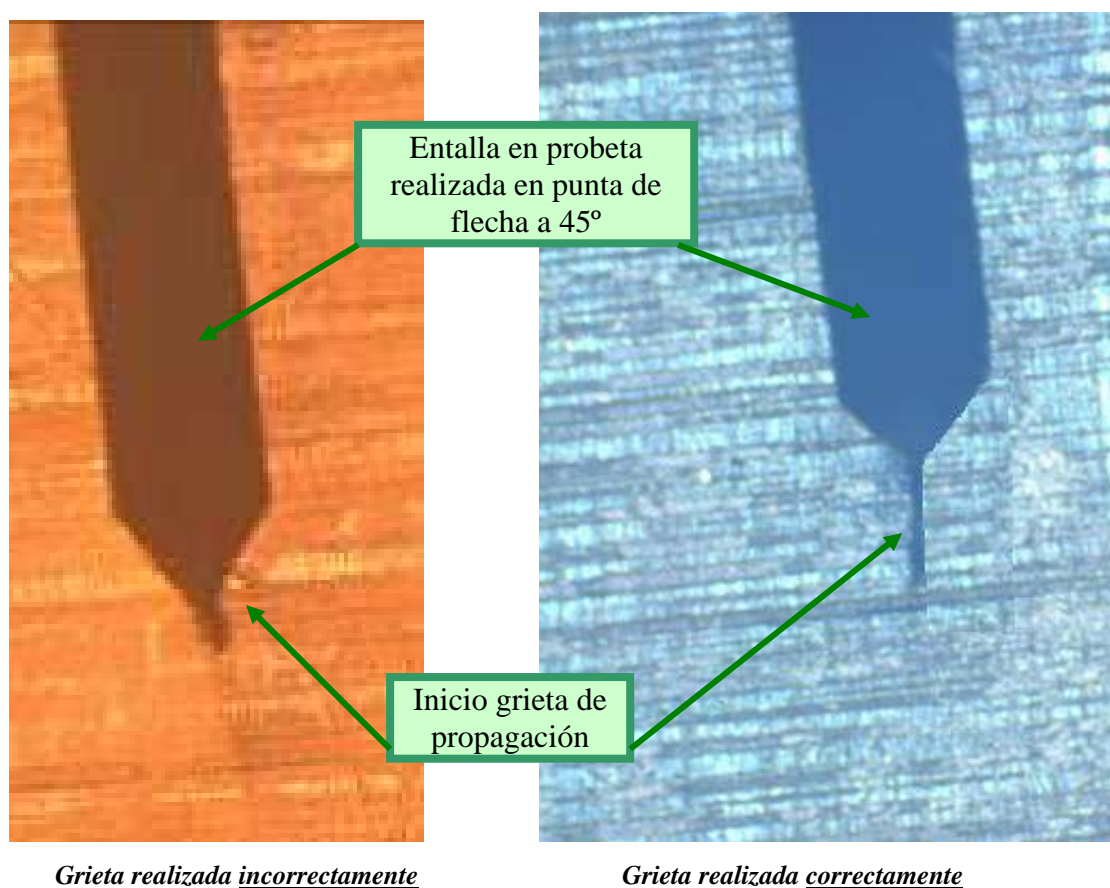 Entalla en probeta
realizada en punta de
flecha a 45º
Inicio grieta de
propagación
Grieta realizada incorrectamente
Grieta realizada correctamente